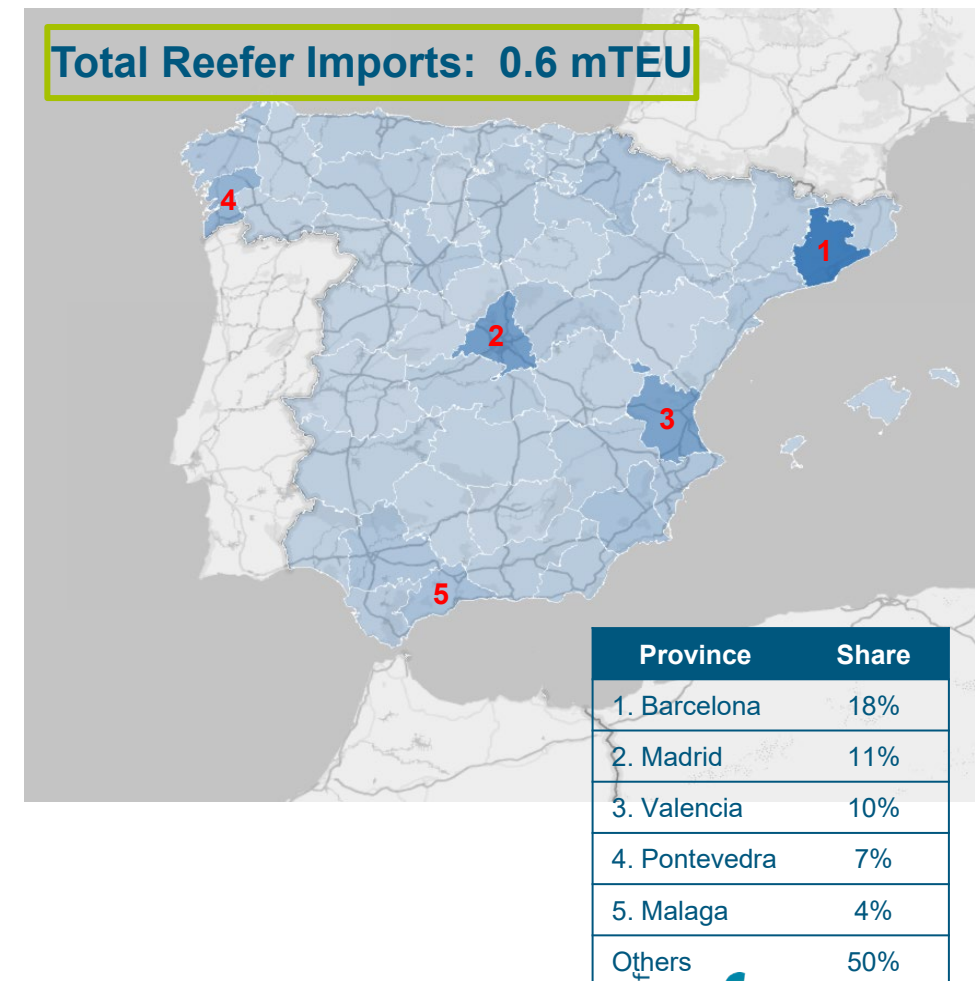 Total Reefer Imports: 0.6 mTEU
4
1
2
3
5
Province Share
1. Barcelona 18%
2. Madrid 11%
3. Valencia 10%
4. Pontevedra 7%
5. Malaga 4%
Others 50%